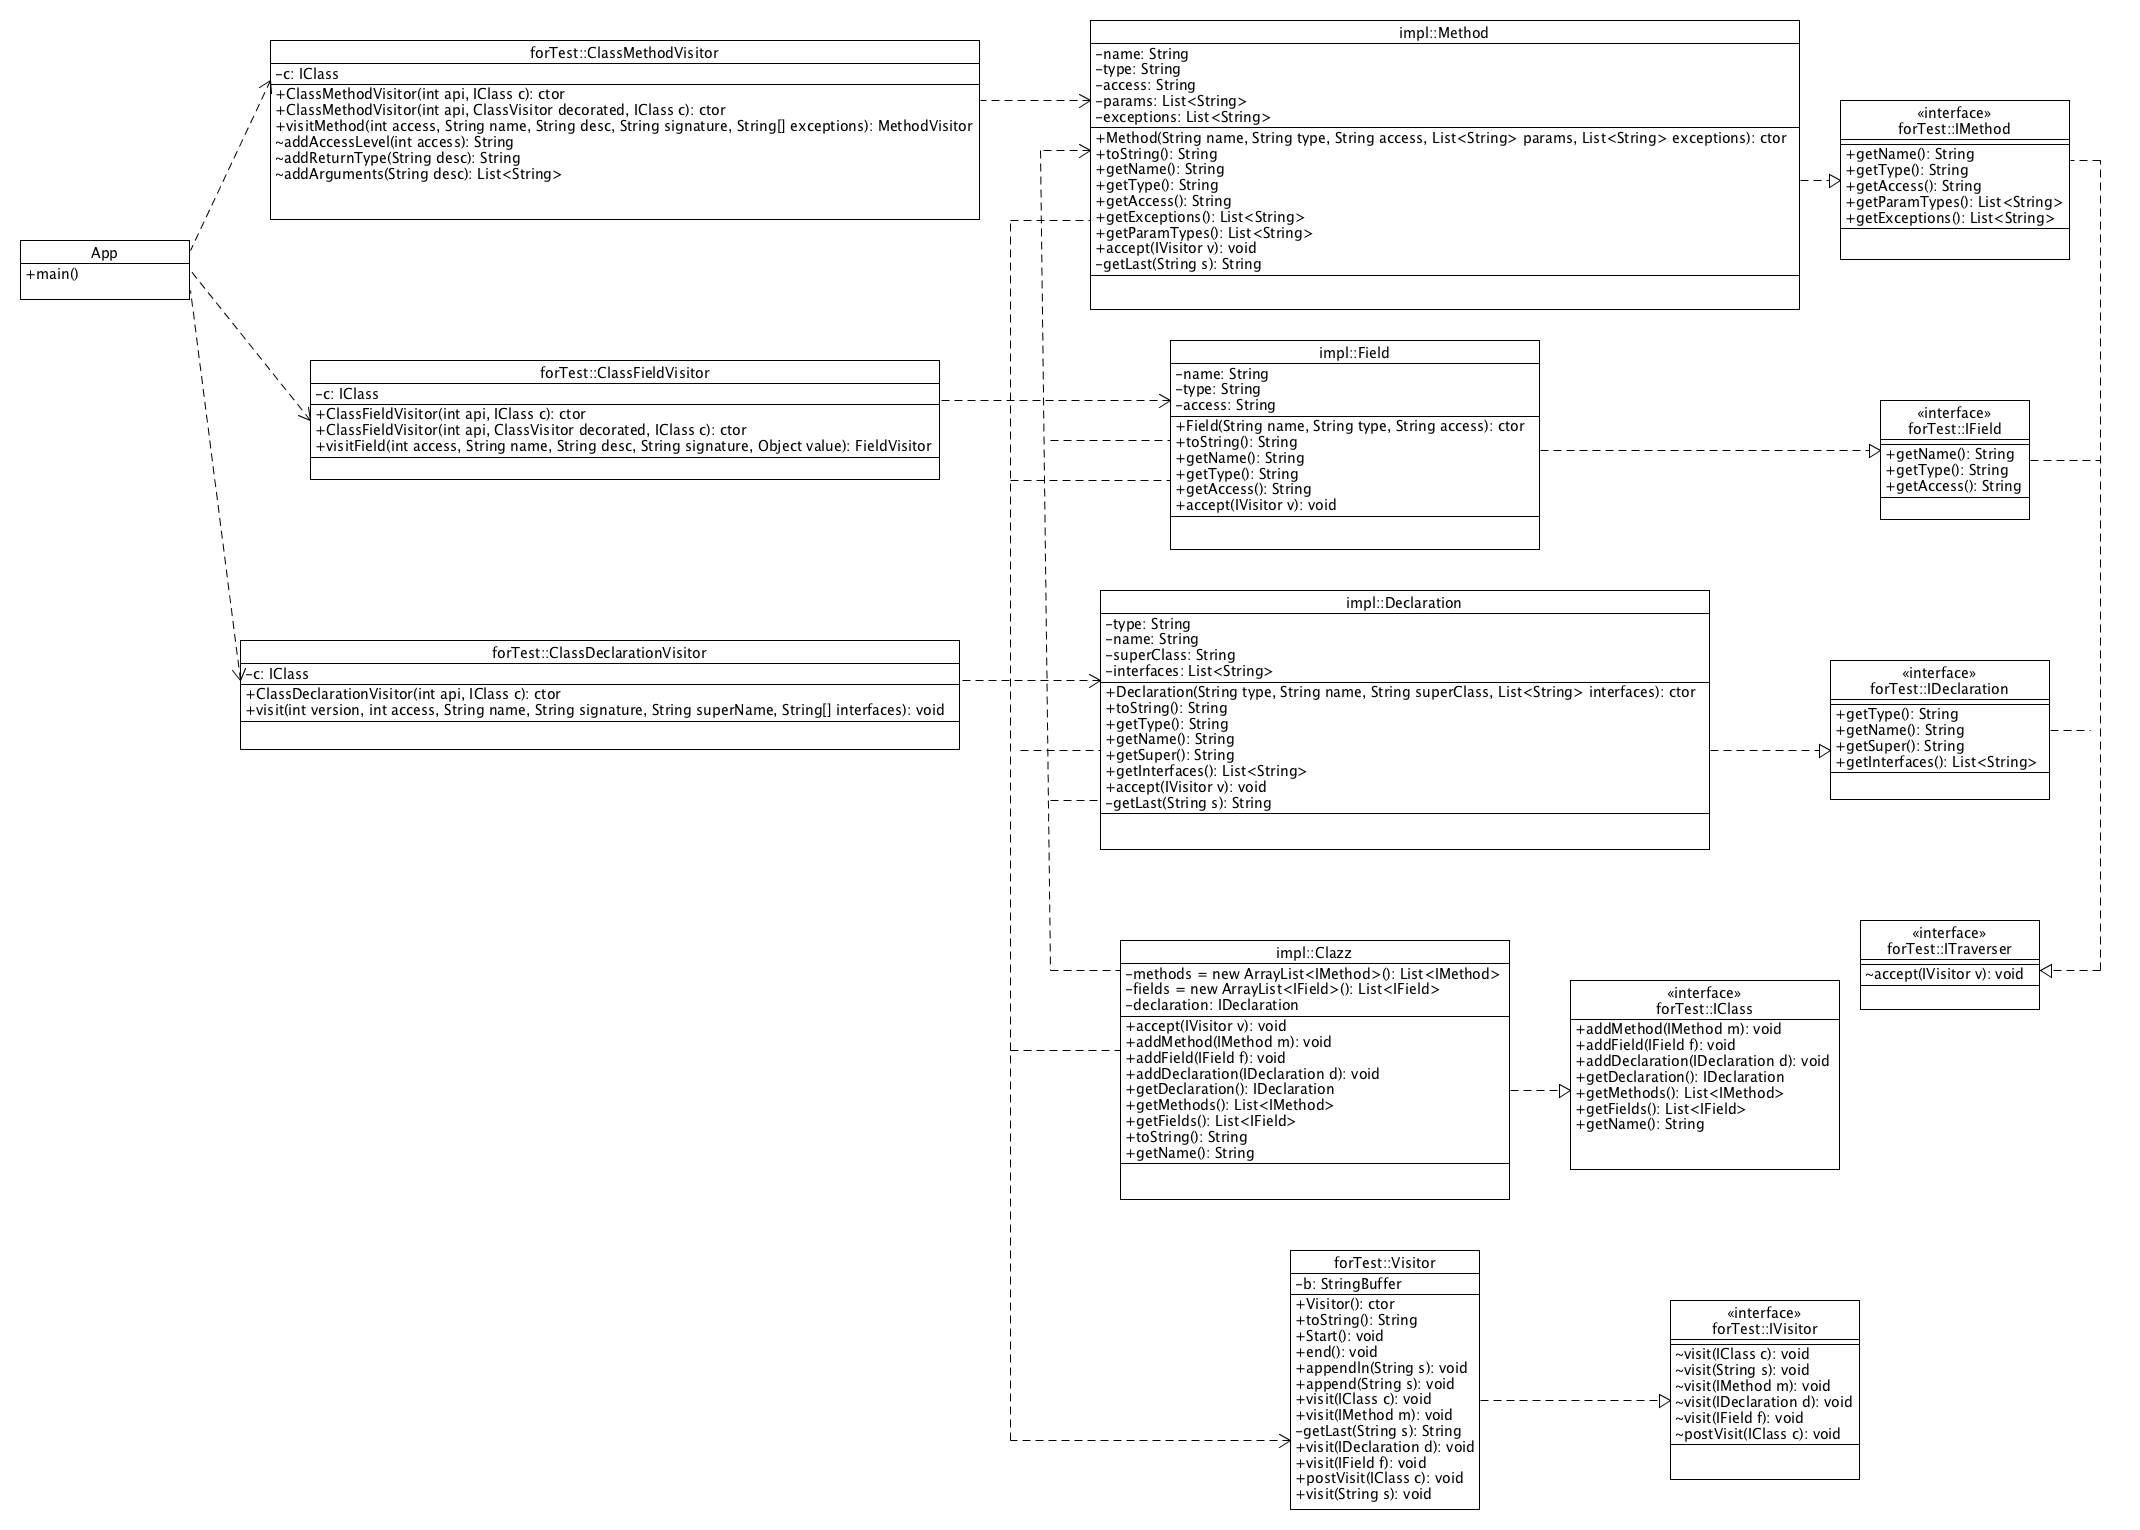 forTest::ClassMethodVisitor
-c: IClass
+ClassMethodVisitor(int api, IClass c): ctor
+ClassMethodVisitor(int api, ClassVisitor decorated, IClass c): ctor
+visitMethod(int access, String name, String desc, String signature, String[] exceptions): MethodVisitor
~addAccessLevel(int access): String
~addReturnType(String desc): String
~addArguments(String desc): List<String>
App
+main()
forTest::ClassFieldVisitor
-c: IClass
+ClassFieldVisitor(int api, IClass c): ctor
+ClassFieldVisitor(int api, ClassVisitor decorated, IClass c): ctor
+visitField(int access, String name, String desc, String signature, Object value): FieldVisitor
forTest::ClassDeclarationVisitor
-c: IClass
+ClassDeclarationVisitor(int api, IClass c): ctor
+visit(int version, int access, String name, String signature, String superName, String[] interfaces): void
impl::Method
-name: String
-type: String
-access: String
-params: List<String>
-exceptions: List<String>
+Method(String name, String type, String access, List<String> params, List<String> exceptions): ctor
+toString(): String
+getName(): String
+getType(): String
+getAccess(): String
+getExceptions(): List<String>
+getParamTypes(): List<String>
+accept(IVisitor v): void
-getLast(String s): String
«interface»
forTest::IMethod
+getName(): String
+getType(): String
+getAccess(): String
+getParamTypes(): List<String>
+getExceptions(): List<String>
impl::Field
-name: String
-type: String
-access: String
+Field(String name, String type, String access): ctor
+toString(): String
+getName(): String
+getType(): String
+getAccess(): String
+accept(IVisitor v): void
«interface»
forTest::IField
+getName(): String
+getType(): String
+getAccess(): String
impl::Declaration
-type: String
-name: String
-superClass: String
-interfaces: List<String>
+Declaration(String type, String name, String superClass, List<String> interfaces): ctor
+toString(): String
+getType(): String
+getName(): String
+getSuper(): String
+getInterfaces(): List<String>
+accept(IVisitor v): void
-getLast(String s): String
«interface»
forTest::IDeclaration
+getType(): String
+getName(): String
+getSuper(): String
+getInterfaces(): List<String>
«interface»
forTest::ITraverser
~accept(IVisitor v): void
impl::Clazz
-methods = new ArrayList<IMethod>(): List<IMethod>
-fields = new ArrayList<IField>(): List<IField>
-declaration: IDeclaration
+accept(IVisitor v): void
+addMethod(IMethod m): void
+addField(IField f): void
+addDeclaration(IDeclaration d): void
+getDeclaration(): IDeclaration
+getMethods(): List<IMethod>
+getFields(): List<IField>
+toString(): String
+getName(): String
«interface»
forTest::IClass
+addMethod(IMethod m): void
+addField(IField f): void
+addDeclaration(IDeclaration d): void
+getDeclaration(): IDeclaration
+getMethods(): List<IMethod>
+getFields(): List<IField>
+getName(): String
forTest::Visitor
-b: StringBuffer
+Visitor(): ctor
+toString(): String
+Start(): void
+end(): void
+appendln(String s): void
+append(String s): void
+visit(IClass c): void
+visit(IMethod m): void
-getLast(String s): String
+visit(IDeclaration d): void
+visit(IField f): void
+postVisit(IClass c): void
+visit(String s): void
«interface»
forTest::IVisitor
~visit(IClass c): void
~visit(String s): void
~visit(IMethod m): void
~visit(IDeclaration d): void
~visit(IField f): void
~postVisit(IClass c): void